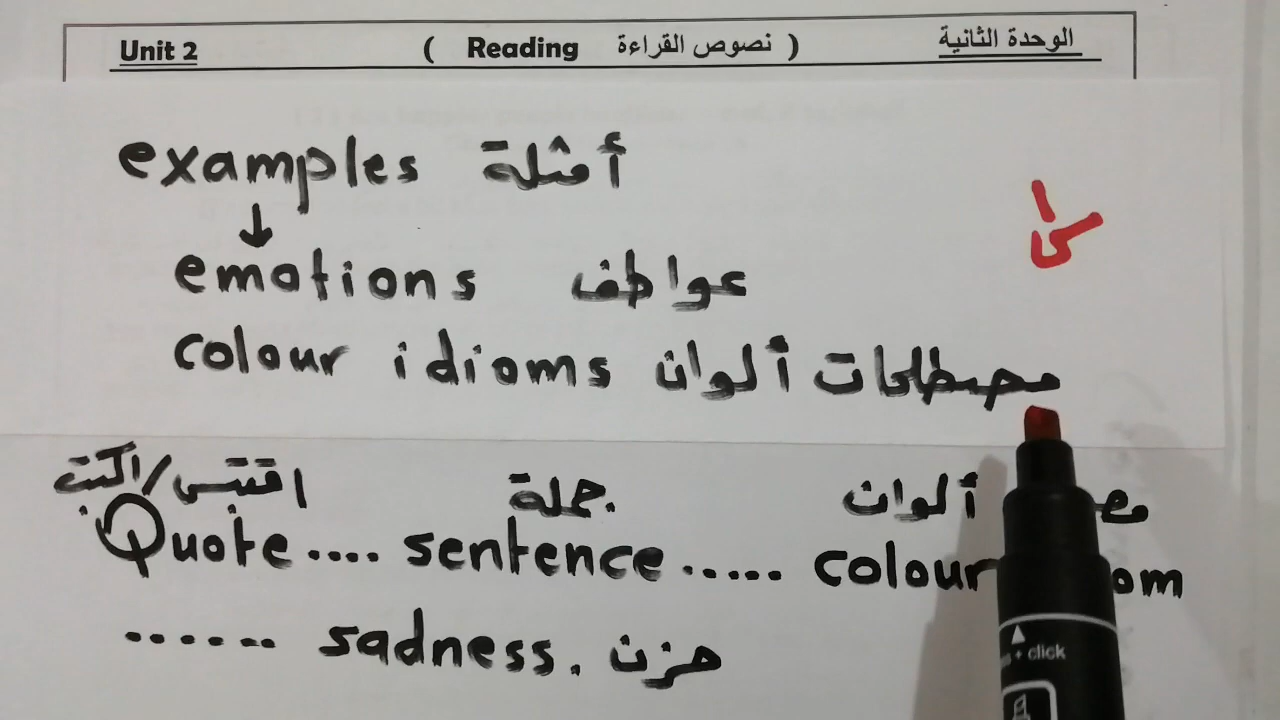 Unit 2 ( Reading نصوص القراءة ) الوحدة الثانية
examples أمثلة
↓
emotions عواطف
colour idioms مصطلحات ألوان
اقتبس/اكتب جملة ألوان
Quote .... sentence ..... colour
...... sadness. حزن
+ click